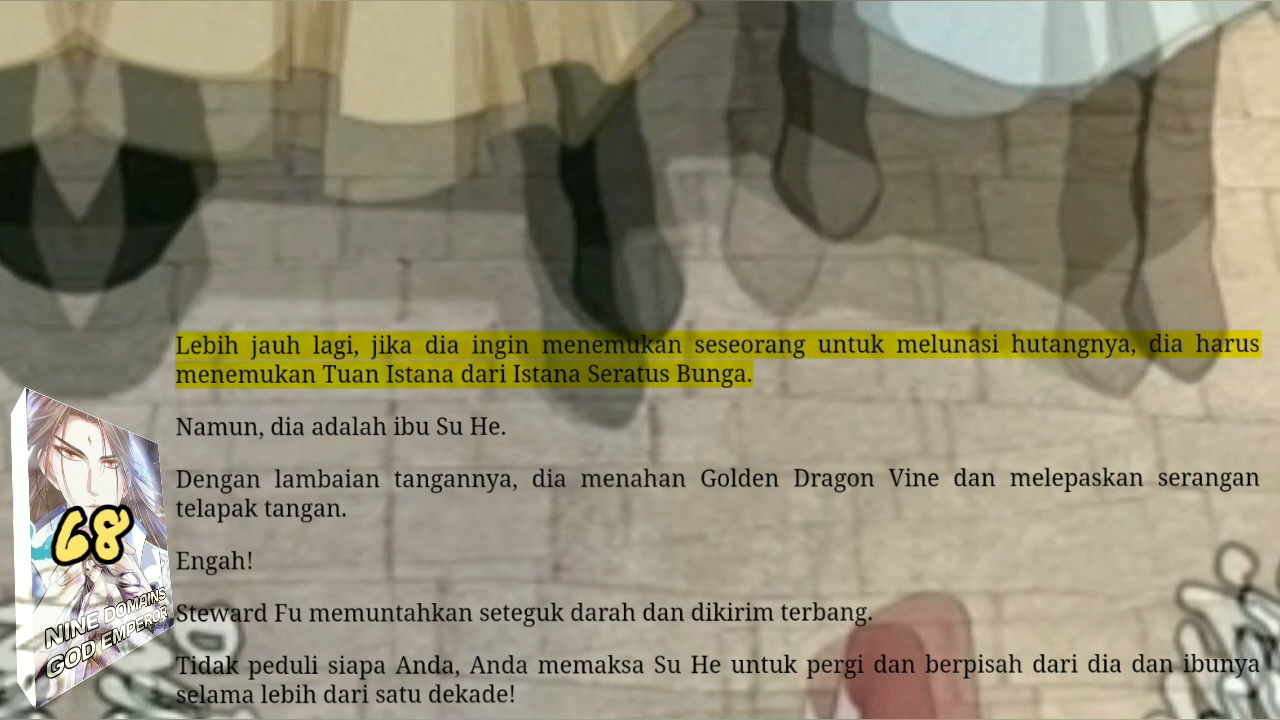 Lebih jauh lagi, jika dia ingin menemukan seseorang untuk melunasi hutangnya, dia harus
menemukan Tuan Istana dari Istana Seratus Bunga.
Namun, dia adalah ibu Su He.
Dengan lambaian tangannya, dia menahan Golden Dragon Vine dan melepaskan serangan
telapak tangan.
Engah!
Steward Fu memuntahkan seteguk darah dan dikirim terbang.
Tidak peduli siapa Anda, Anda memaksa Su He untuk pergi dan berpisah dari dia dan ibunya
selama lebih dari satu dekade!
68
NINE DOMAINS
GOD EMPEROR